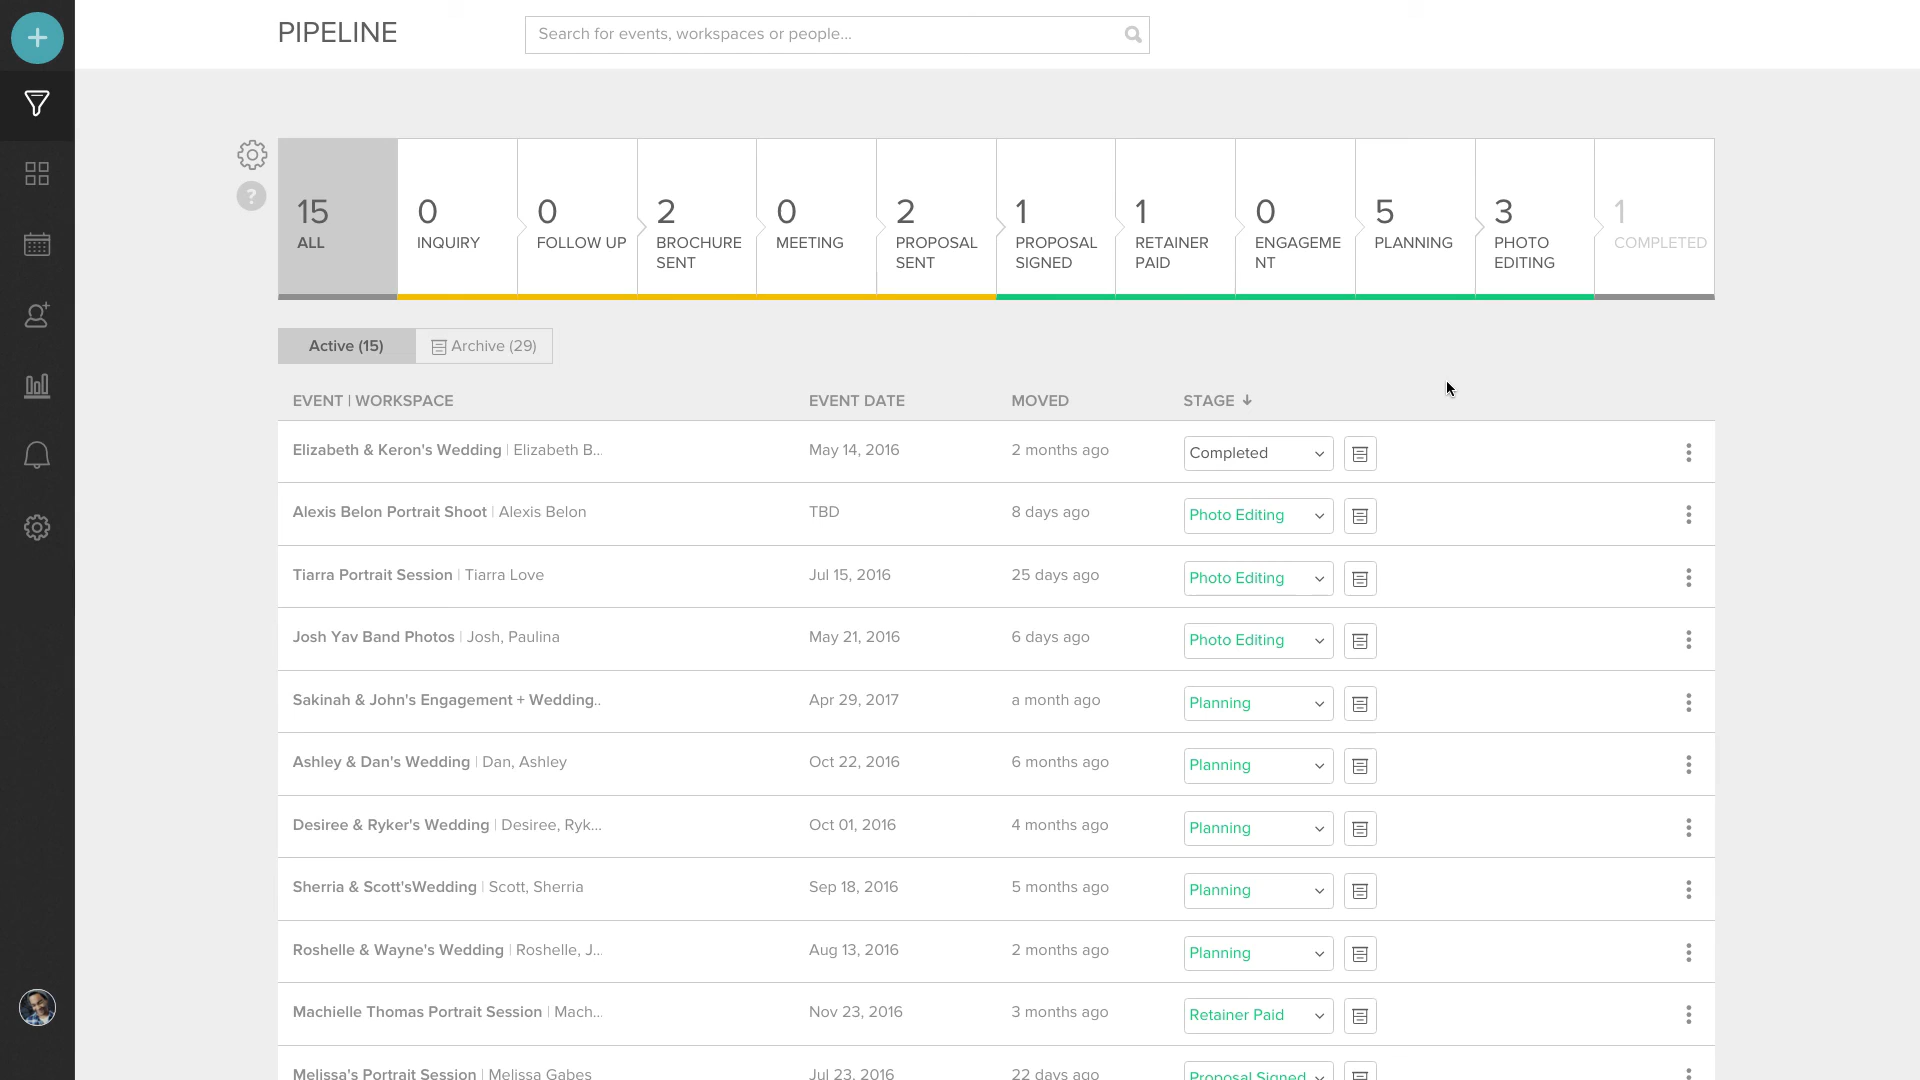 PIPELINE
Search for events, workspaces or people...
?
15
ALL
0
INQUIRY
0
FOLLOW UP
2
BROCHURE
SENT
0
MEETING
2
PROPOSAL
SENT
1
PROPOSAL
SIGNED
1
RETAINER
PAID
0
ENGAGEME
NT
5
PLANNING
3
PHOTO
EDITING
1
COMPLETED
Active (15) Archive (29)
EVENT | WORKSPACE EVENT DATE MOVED STAGE
Elizabeth & Keron's Wedding | Elizabeth B... May 14, 2016 2 months ago Completed
Alexis Belon Portrait Shoot | Alexis Belon TBD 8 days ago Photo Editing
Tiarra Portrait Session | Tiarra Love Jul 15, 2016 25 days ago Photo Editing
Josh Yav Band Photos | Josh, Paulina May 21, 2016 6 days ago Photo Editing
Sakinah & John's Engagement + Wedding.. Apr 29, 2017 a month ago Planning
Ashley & Dan's Wedding | Dan, Ashley Oct 22, 2016 6 months ago Planning
Desiree & Ryker's Wedding | Desiree, Ryk... Oct 01, 2016 4 months ago Planning
Sherria & Scott'sWedding | Scott, Sherria Sep 18, 2016 5 months ago Planning
Roshelle & Wayne's Wedding | Roshelle, J... Aug 13, 2016 2 months ago Planning
Machielle Thomas Portrait Session | Mach... Nov 23, 2016 3 months ago Retainer Paid
Melissa's Portrait Session | Melissa Gabes Jul 23, 2016 22 days ago Proposal Signed